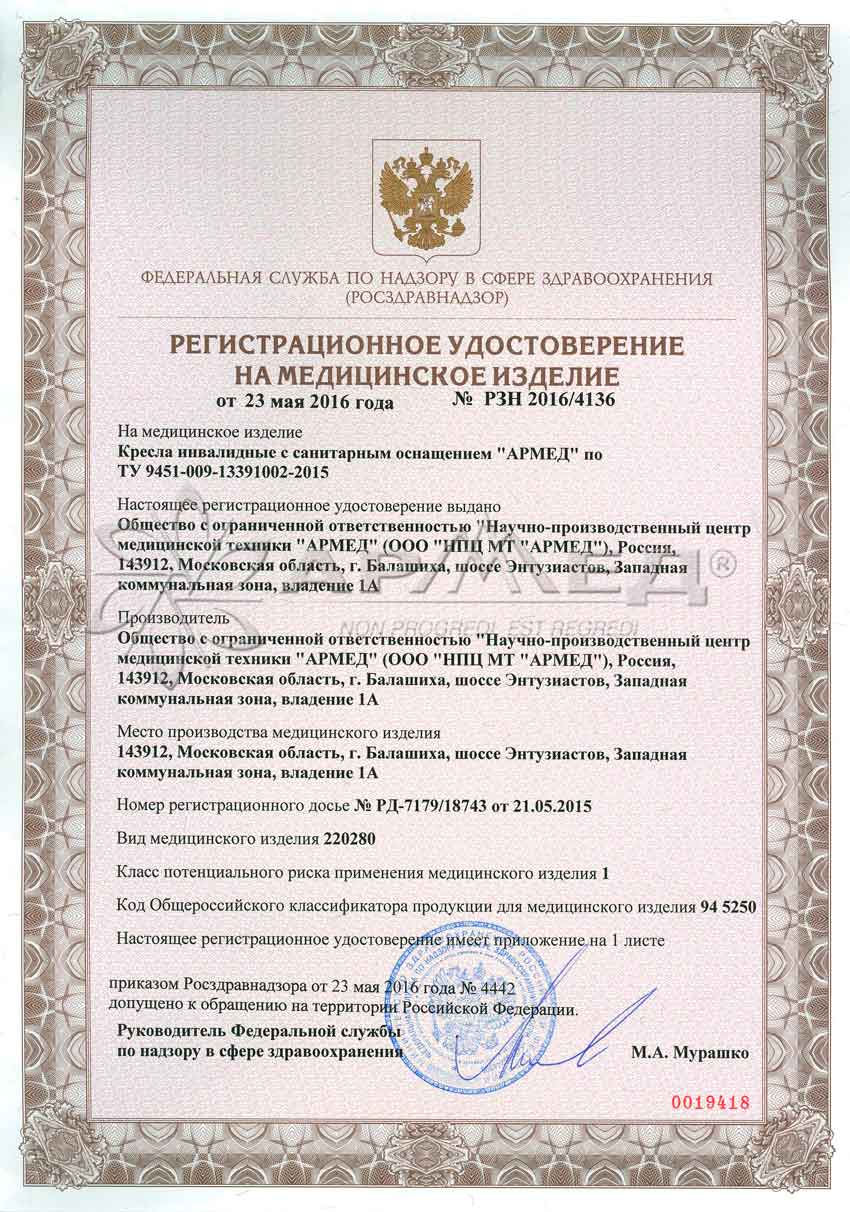 ФЕДЕРАЛЬНАЯ СЛУЖБА ПО НАДЗОРУ В СФЕРЕ ЗДРАВООХРАНЕНИЯ
(РОСЗДРАВНАДЗОР)
РЕГИСТРАЦИОННОЕ УДОСТОВЕРЕНИЕ
НА МЕДИЦИНСКОЕ ИЗДЕЛИЕ
от 23 мая 2016 года № РЗН 2016/4136
На медицинское изделие
Кресла инвалидные с санитарным оснащением "АРМЕД" по
ТУ 9451-009-13391002-2015
Настоящее регистрационное удостоверение выдано
Общество с ограниченной ответственностью "Научно-производственный центр
медицинской техники "АРМЕД" (ООО "НПЦ МТ "АРМЕД"), Россия,
143912, Московская область, г. Балашиха, шоссе Энтузиастов, Западная
коммунальная зона, владение 1А
АРМЕД®
NON PROGREDI EST REGREDI
Производитель
Общество с ограниченной ответственностью "Научно-производственный центр
медицинской техники "АРМЕД" (ООО "НПЦ МТ "АРМЕД"), Россия,
143912, Московская область, г. Балашиха, шоссе Энтузиастов, Западная
коммунальная зона, владение 1А
Место производства медицинского изделия
143912, Московская область, г. Балашиха, шоссе Энтузиастов, Западная
коммунальная зона, владение 1А
Номер регистрационного досье № РД-7179/18743 от 21.05.2015
Вид медицинского изделия 220280
Класс потенциального риска применения медицинского изделия 1
Код Общероссийского классификатора продукции для медицинского изделия 94 5250
Настоящее регистрационное удостоверение имеет приложение на 1 листе
приказом Росздравнадзора от 23 мая 2016 года № 4442
допущено к обращению на территории Российской Федерации.
Руководитель Федеральной службы
по надзору в сфере здравоохранения М.А. Мурашко
0019418